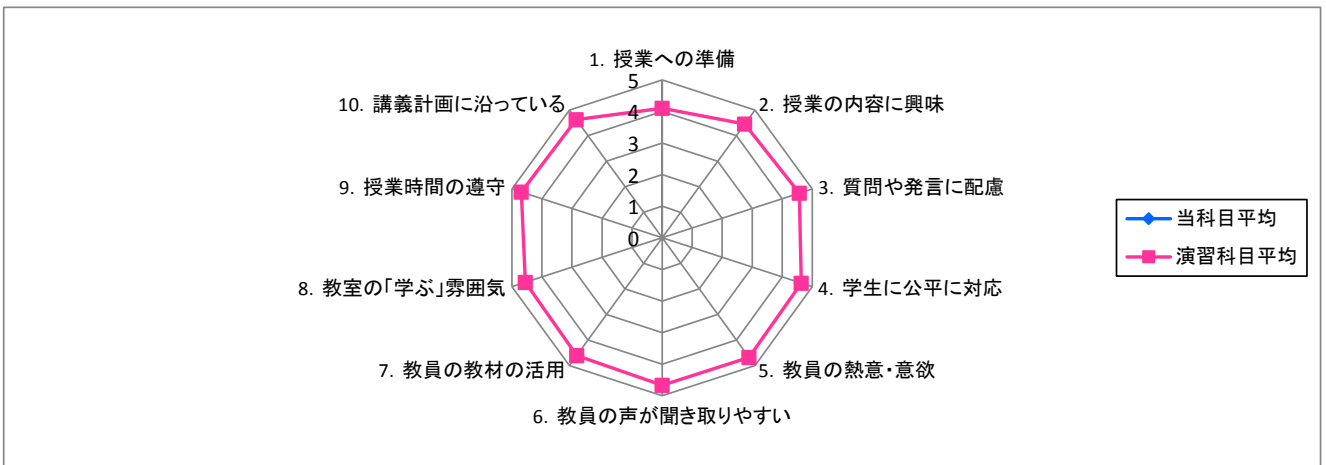 1. 授業への準備
2. 授業の内容に興味
3. 質問や発言に配慮
4. 学生に公平に対応
5. 教員の熱意・意欲
6. 教員の声が聞き取りやすい
7. 教員の教材の活用
8. 教室の「学ぶ」雰囲気
9. 授業時間の遵守
10. 講義計画に沿っている
5
4
3
2
1
0
当科目平均
演習科目平均